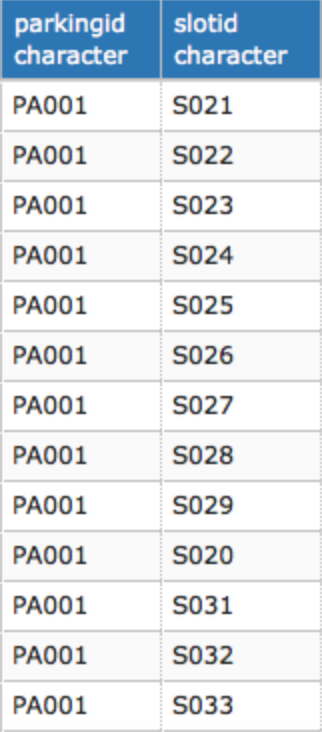 parkingid slotid
character character
PA001 S021
PA001 S022
PA001 S023
PA001 S024
PA001 S025
PA001 S026
PA001 S027
PA001 S028
PA001 S029
PA001 S020
PA001 S031
PA001 S032
PA001 S033